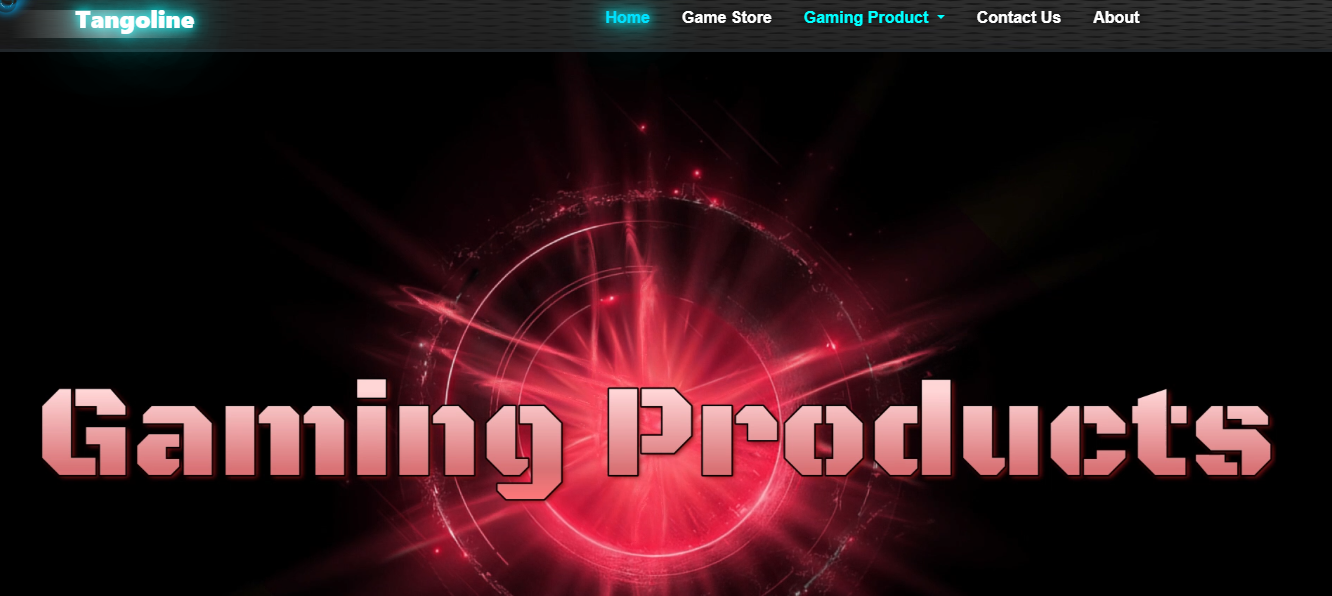 Tangoline
Home Game Store Gaming Product Contact Us About
Gaming Products